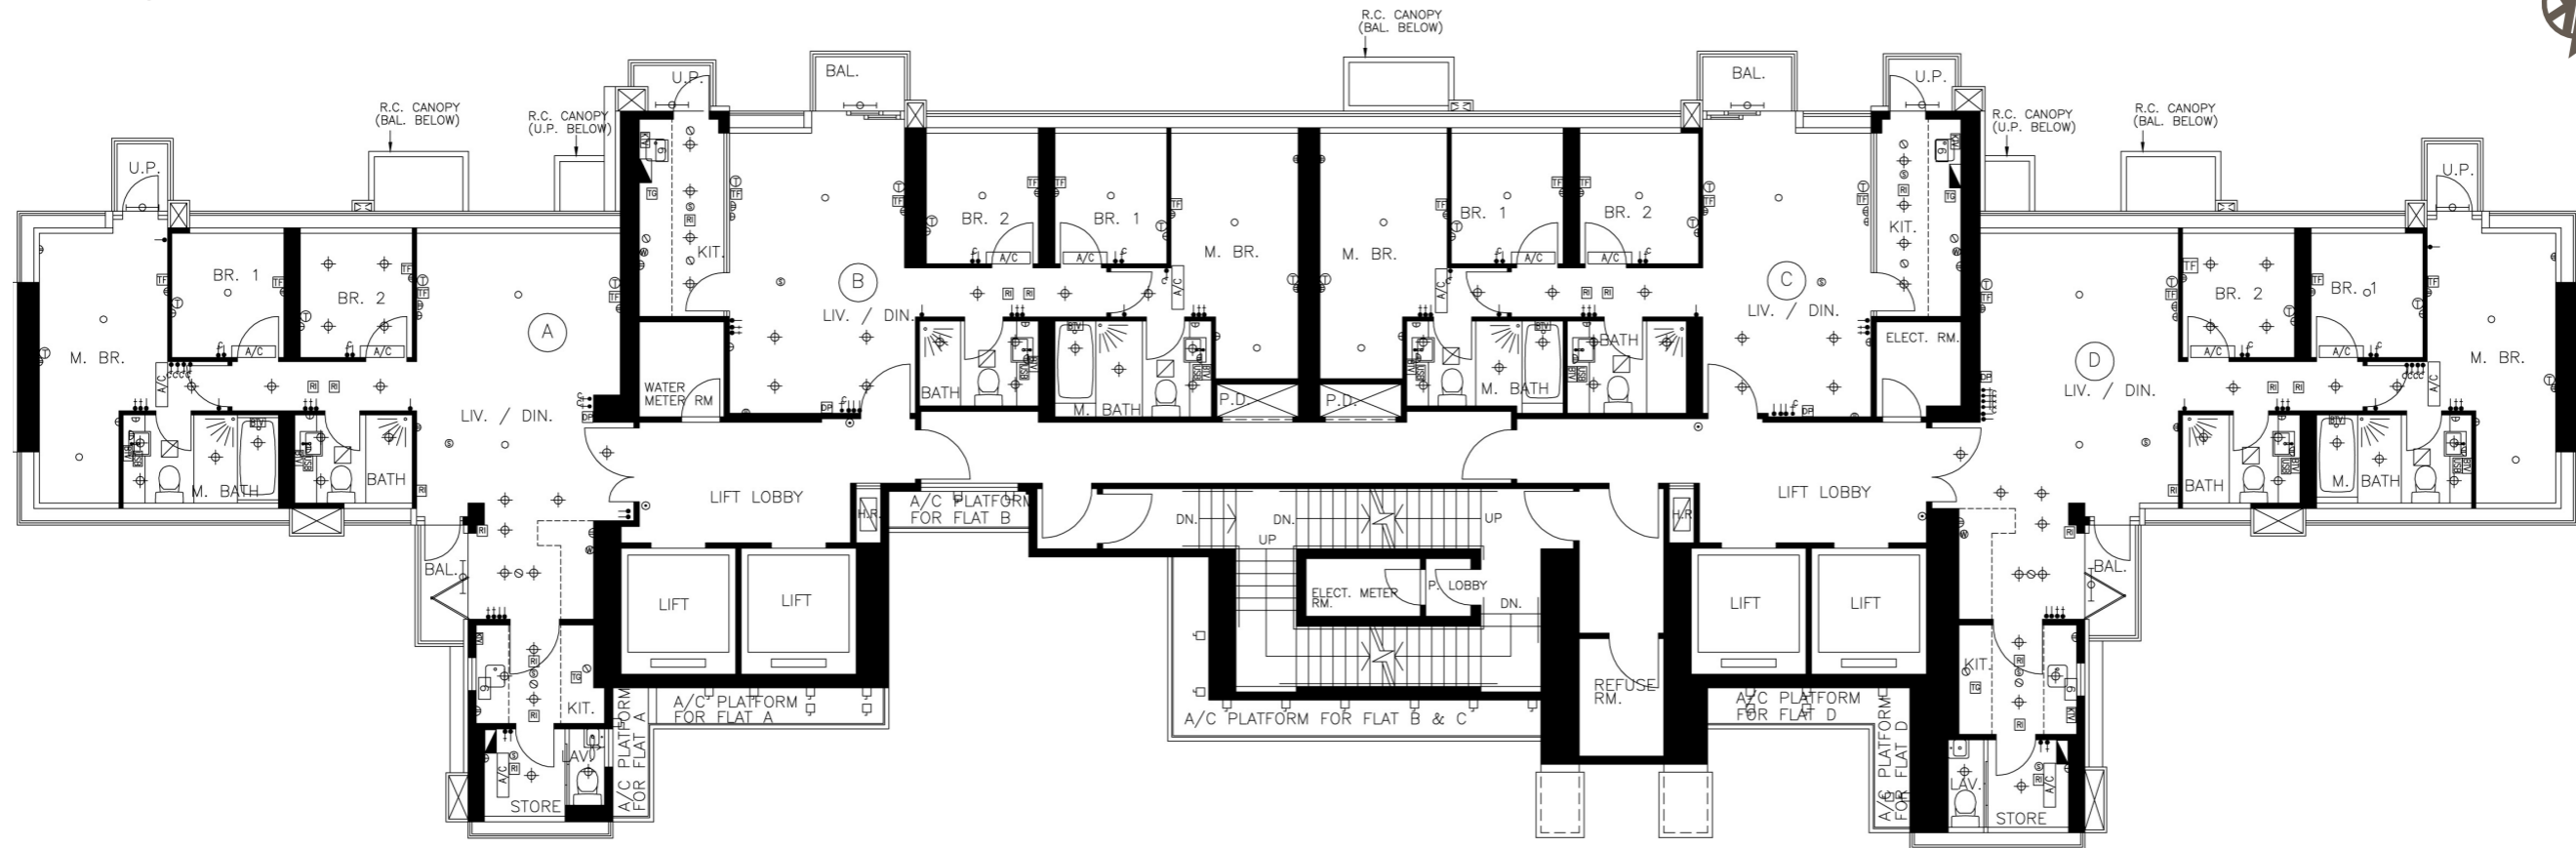 R.C. CANOPY
(BAL. BELOW)
U.P.
BAL.
BAL.
U.P.
R.C. CANOPY
(BAL. BELOW)
R.C. CANOPY
(U.P. BELOW)
R.C. CANOPY
(U.P. BELOW)
R.C. CANOPY
(BAL. BELOW)
U.P.
U.P.
KIT.
BR. 2
BR. 1
M. BR.
M. BR.
BR. 1
BR. 2
KIT.
A/C
A/C
A/C
A/C
A/C
A/C
B
LIV. / DIN.
C
LIV. / DIN.
BR. 1
BR. 2
A
M. BR.
A/C
A/C
A/C
LIV. / DIN.
ELECT. RM.
BR. 2
BR. 1
D
LIV. / DIN.
M. BR.
A/C
A/C
A/C
WATER
METER RM
BATH
M. BATH
P.D.
P.D.
M. BATH
BATH
M. BATH
BATH
BATH
M. BATH
LIFT LOBBY
H.R.
A/C PLATFORM
FOR FLAT B
DN.
DN.
UP
UP
LIFT LOBBY
H.R.
BAL.
LIFT
LIFT
ELECT. METER
RM.
P. LOBBY
DN.
LIFT
LIFT
BAL.
KIT.
KIT.
REFUSE
RM.
A/C PLATFORM
FOR FLAT A
A/C PLATFORM
FOR FLAT A
A/C PLATFORM FOR FLAT B & C
A/C PLATFORM
FOR FLAT D
A/C PLATFORM
FOR FLAT D
A/C
LAV.
STORE
LAV.
A/C
STORE